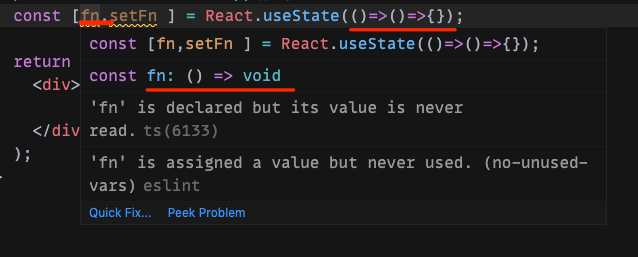 const [fn,setFn ] = React.useState(()=>()=>{});
const [fn,setFn ] = React.useState(()=>()=>{});
return
const fn: () => void
<div>
'fn' is declared but its value is never
read. ts(6133)
</div
);
'fn' is assigned a value but never used. (no-unused-
vars) eslint
Quick Fix... Peek Problem